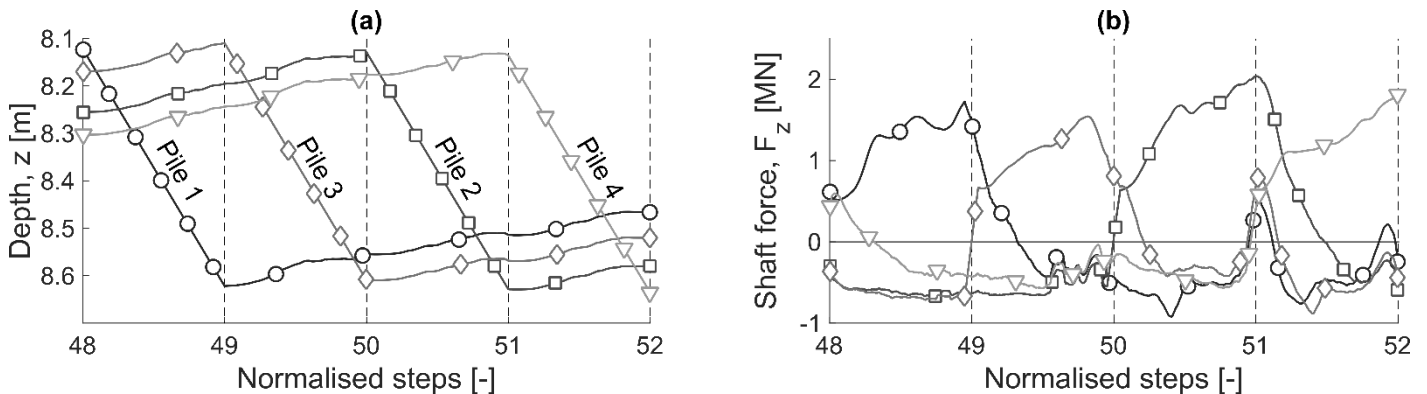 (a)
Depth, z [m]
8.1
8.2
8.3
8.4
8.5
8.6
Pile 1
Pile 3
Pile 2
Pile 4
48
49
50
51
52
Normalised steps [-]
(b)
Shaft force, F_z [MN]
2
1
0
-1
48
49
50
51
52
Normalised steps [-]